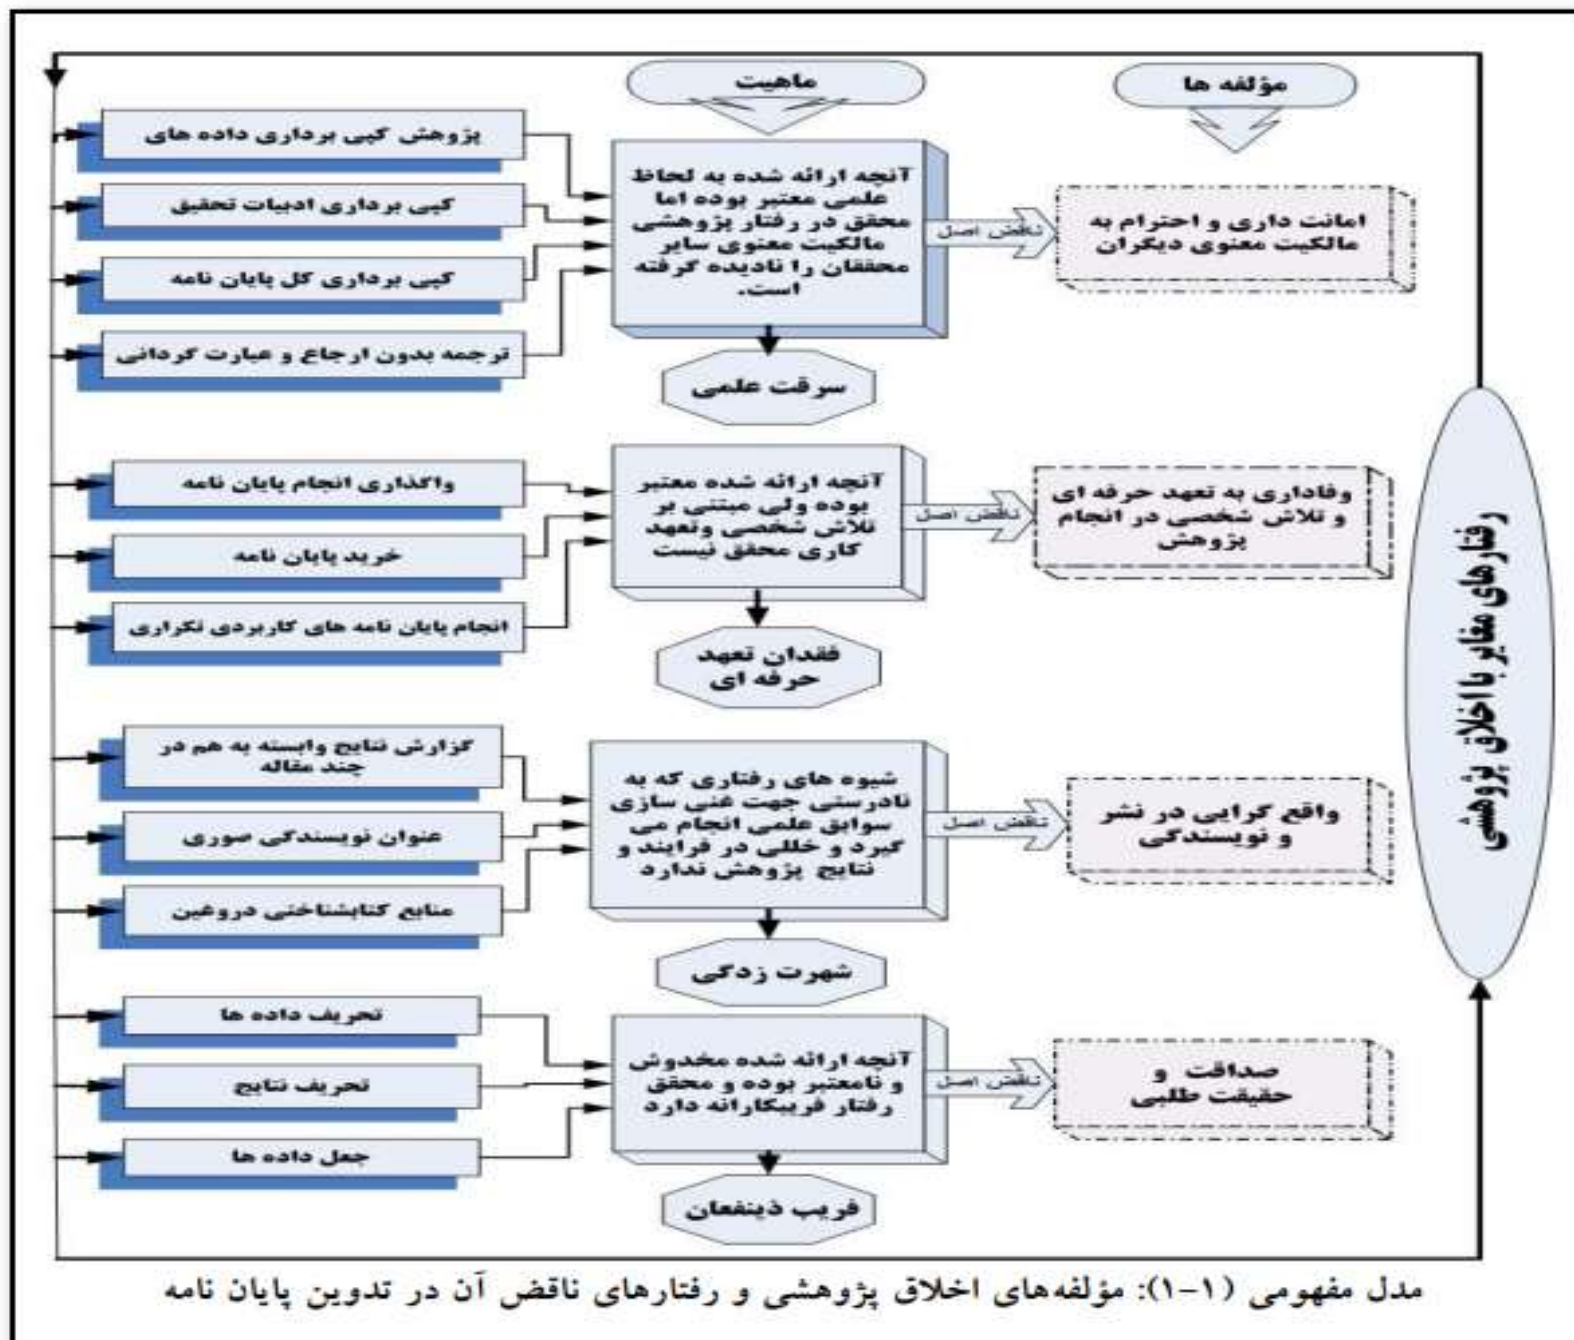 مؤلفه ها
ماهیت
پژوهش کپی برداری داده های
کپی برداری ادبیات تحقیق
کپی برداری کل پایان نامه
ترجمه بدون ارجاع و عبارت گردانی
آنچه ارائه شده به لحاظ
علمی معتبر بوده اما
محقق در رفتار پژوهشی
مالکیت معنوی سایر
محققان را نادیده گرفته
است.
ناقض اصل
امانت داری و احترام به
مالکیت معنوی دیگران
سرقت علمی
واگذاری انجام پایان نامه
خرید پایان نامه
انجام پایان نامه های کاربردی تکراری
آنچه ارائه شده معتبر
بوده ولی مبتنی بر
تلاش شخصی وتعهد
کاری محقق نیست
ناقض اصل
وفاداری به تعهد حرفه ای
و تلاش شخصی در انجام
پژوهش
فقدان تعهد
حرفه ای
گزارش نتایج وابسته به هم در
چند مقاله
عنوان نویسندگی صوری
منابع کتابشناختی دروغین
شیوه های رفتاری که به
نادرستی جهت غنی سازی
سوابق علمی انجام می
گیرد و خللی در فرایند و
نتایج پژوهش ندارد
ناقض اصل
واقع گرایی در نشر
و نویسندگی
شهرت زدگی
تحریف داده ها
تحریف نتایج
جعل داده ها
آنچه ارائه شده مخدوش
و نامعتبر بوده و محقق
رفتار فریبکارانه دارد
ناقض اصل
صداقت و
حقیقت طلبی
فریب ذینفعان
رفتارهای مغایر با اخلاق پژوهشی
مدل مفهومی (۱-۱): مؤلفه‌های اخلاق پژوهشی و رفتارهای ناقض آن در تدوین پایان نامه